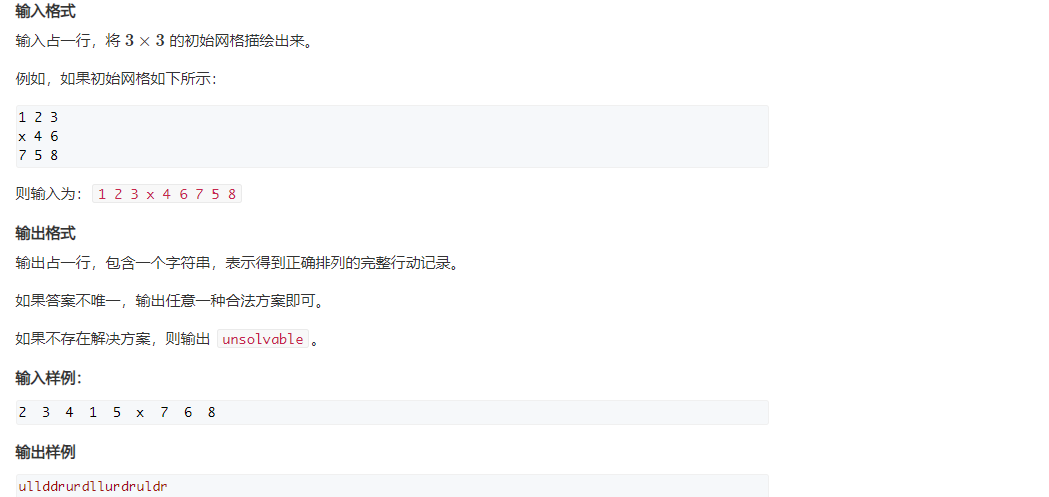 输入格式
输入占一行，将 3 × 3 的初始网格描绘出来。
例如，如果初始网格如下所示：
1 2 3
x 4 6
7 5 8
则输入为： 1 2 3 x 4 6 7 5 8
输出格式
输出占一行，包含一个字符串，表示得到正确排列的完整行动记录。
如果答案不唯一，输出任意一种合法方案即可。
如果不存在解决方案，则输出 unsolvable 。
输入样例：
2  3  4  1  5  x  7  6  8
输出样例
ullddrurdllurdruldr